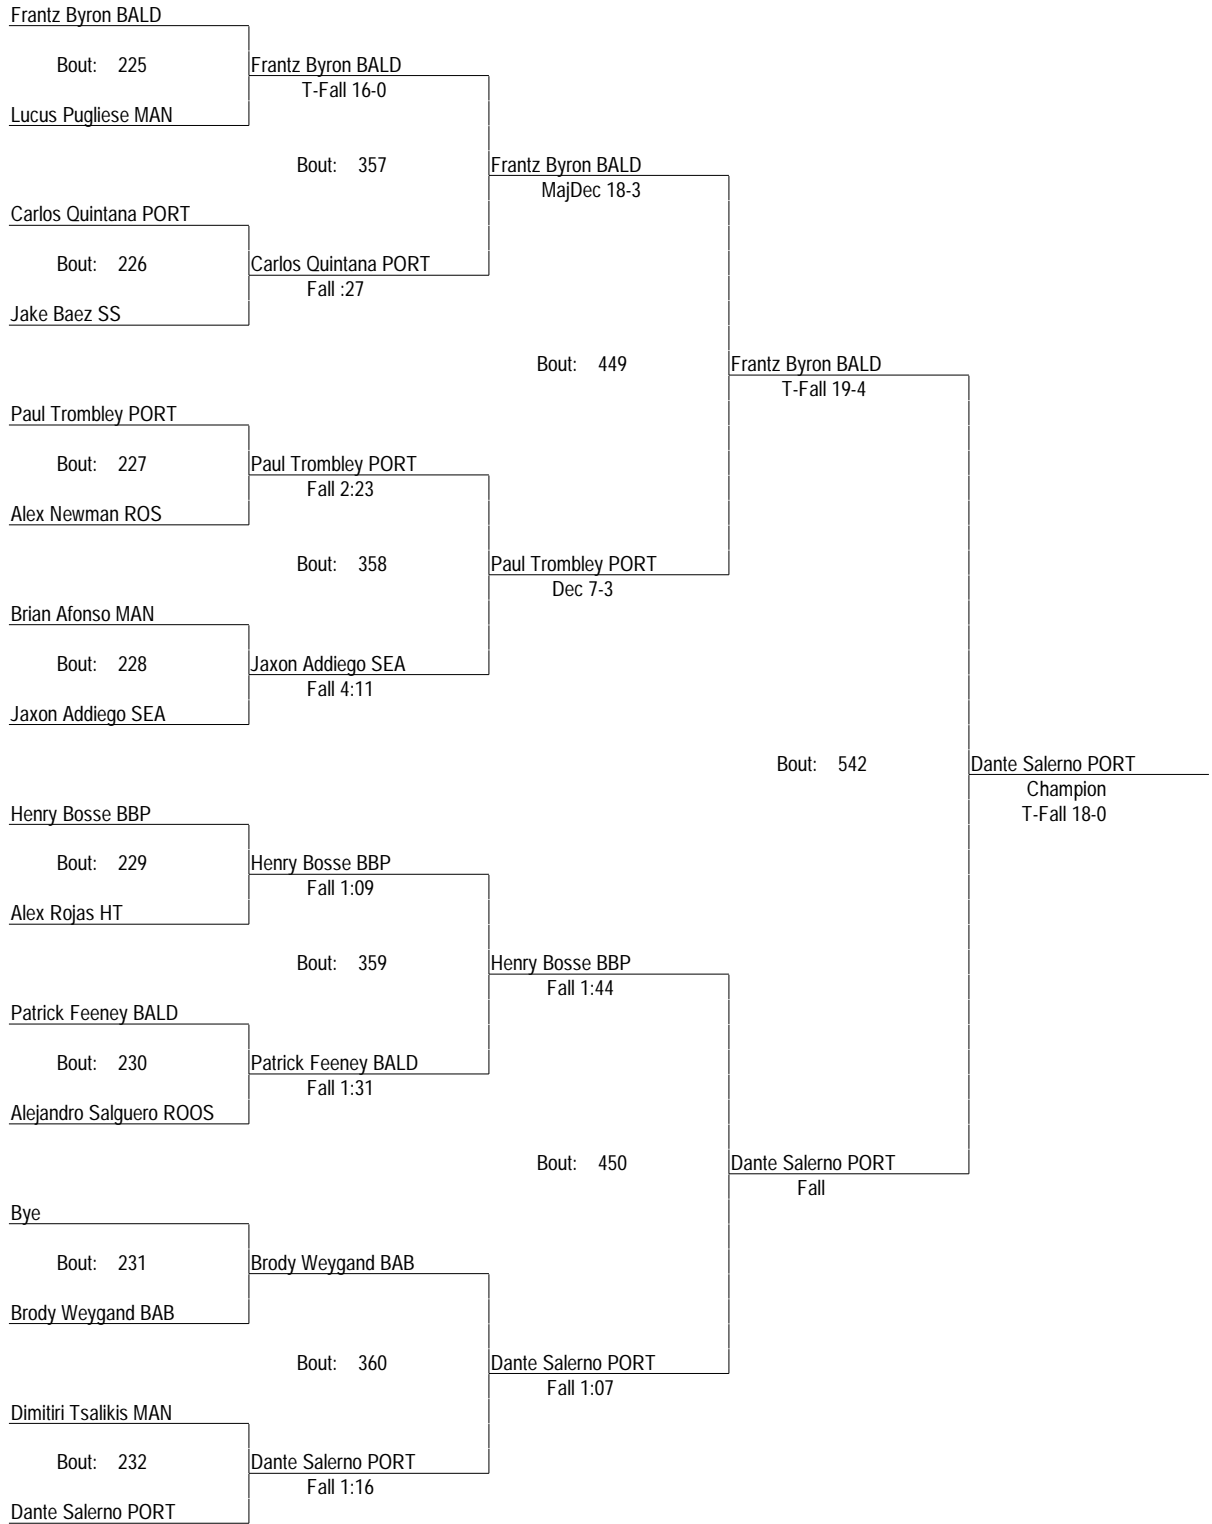 Frantz Byron BALD
Bout: 225 Frantz Byron BALD
T-Fall 16-0
Lucus Pugliese MAN
Bout: 357 Frantz Byron BALD
MajDec 18-3
Carlos Quintana PORT
Bout: 226 Carlos Quintana PORT
Fall :27
Jake Baez SS
Bout: 449 Frantz Byron BALD
T-Fall 19-4
Paul Trombley PORT
Bout: 227 Paul Trombley PORT
Fall 2:23
Alex Newman ROS
Bout: 358 Paul Trombley PORT
Dec 7-3
Brian Afonso MAN
Bout: 228 Jaxon Addiego SEA
Fall 4:11
Jaxon Addiego SEA
Bout: 542 Dante Salerno PORT
Champion
T-Fall 18-0
Henry Bosse BBP
Bout: 229 Henry Bosse BBP
Fall 1:09
Alex Rojas HT
Bout: 359 Henry Bosse BBP
Fall 1:44
Patrick Feeney BALD
Bout: 230 Patrick Feeney BALD
Fall 1:31
Alejandro Salguero ROOS
Bout: 450 Dante Salerno PORT
Fall
Bye
Bout: 231 Brody Weygand BAB
Brody Weygand BAB
Bout: 360 Dante Salerno PORT
Fall 1:07
Dimitiri Tsalikis MAN
Bout: 232 Dante Salerno PORT
Fall 1:16
Dante Salerno PORT